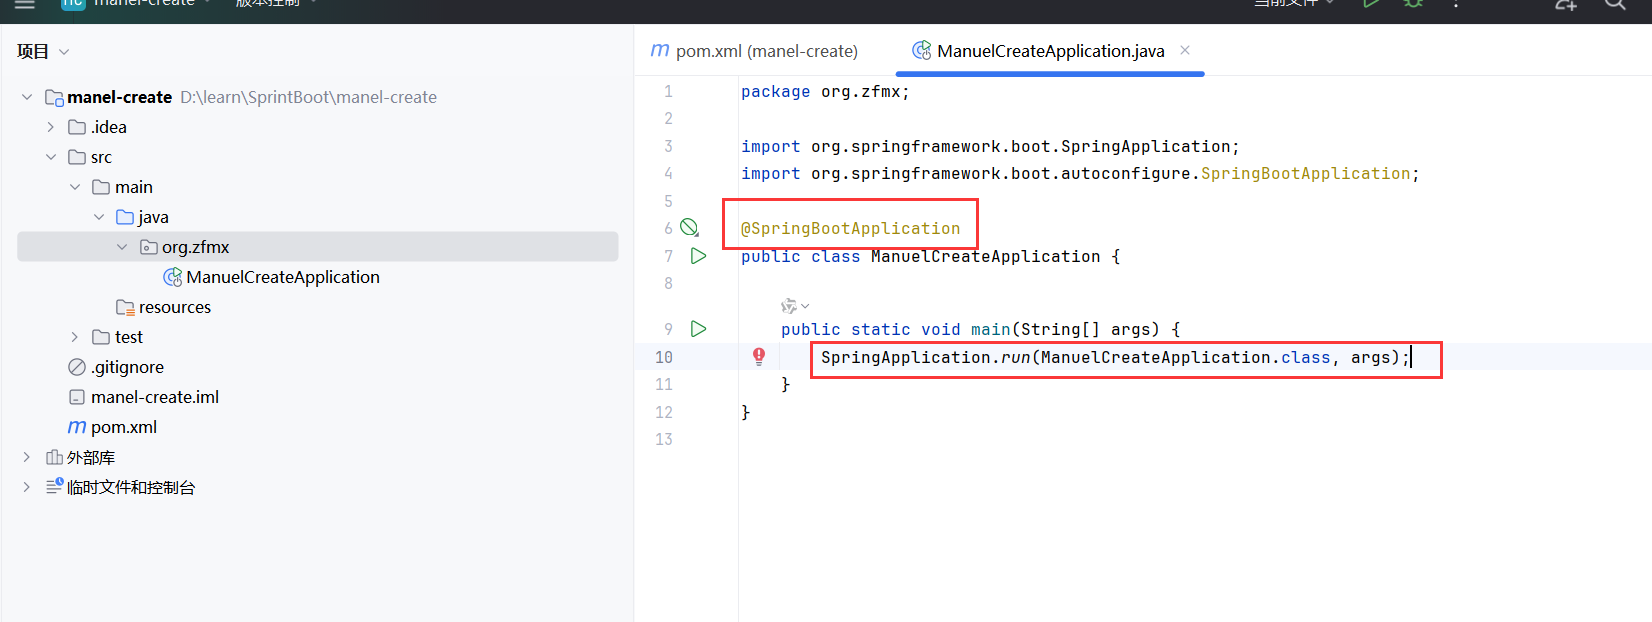 manel-create 版本控制 当前文件
项目
manel-create D:\learn\SprintBoot\manel-create
.idea
src
main
java
org.zfmx
ManuelCreateApplication
resources
test
.gitignore
manel-create.iml
pom.xml
外部库
临时文件和控制台
pom.xml (manel-create) ManuelCreateApplication.java
1 package org.zfmx;
2
3 import org.springframework.boot.SpringApplication;
4 import org.springframework.boot.autoconfigure.SpringBootApplication;
5
6 @SpringBootApplication
7 public class ManuelCreateApplication {
8
9 public static void main(String[] args) {
10 SpringApplication.run(ManuelCreateApplication.class, args);
11 }
12 }
13